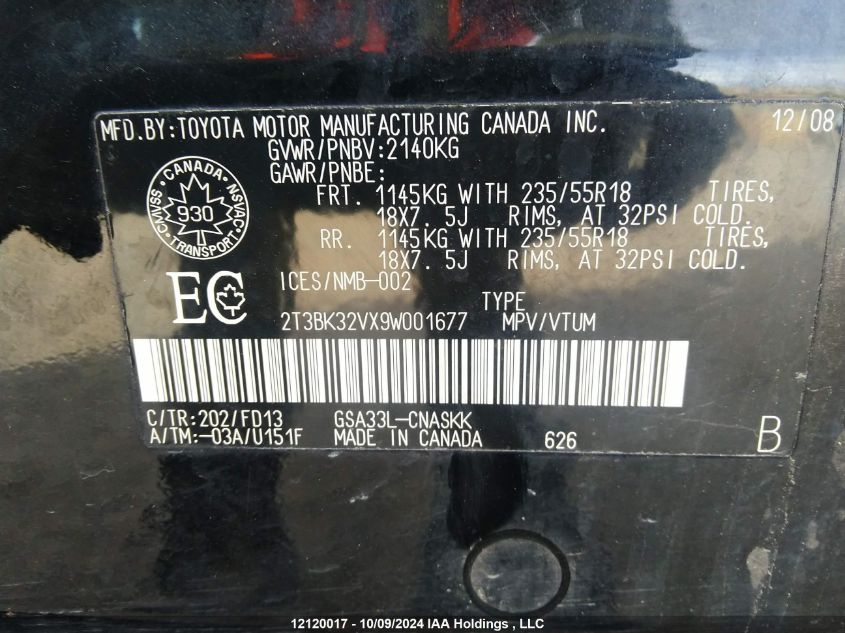 MFD.BY:TOYOTA MOTOR MANUFACTURING CANADA INC. 12/08
GVWR/PNBV:2140KG
GAWR/PNBE:
FRT. 1145KG WITH 235/55R18 TIRES,
18X7.5J RIMS, AT 32PSI COLD.
RR. 1145KG WITH 235/55R18 TIRES,
18X7.5J RIMS, AT 32PSI COLD.
CANADA
CMVSS
NSVAC
930
TRANSPORT
EC
ICES/NMB-002
TYPE
2T3BK32VX9W001677 MPV/VTUM
C/TR:202/FD13 GSA33L-CNASKK
A/TM:-03A/U151F MADE IN CANADA 626 B
12120017 - 10/09/2024 IAA Holdings , LLC